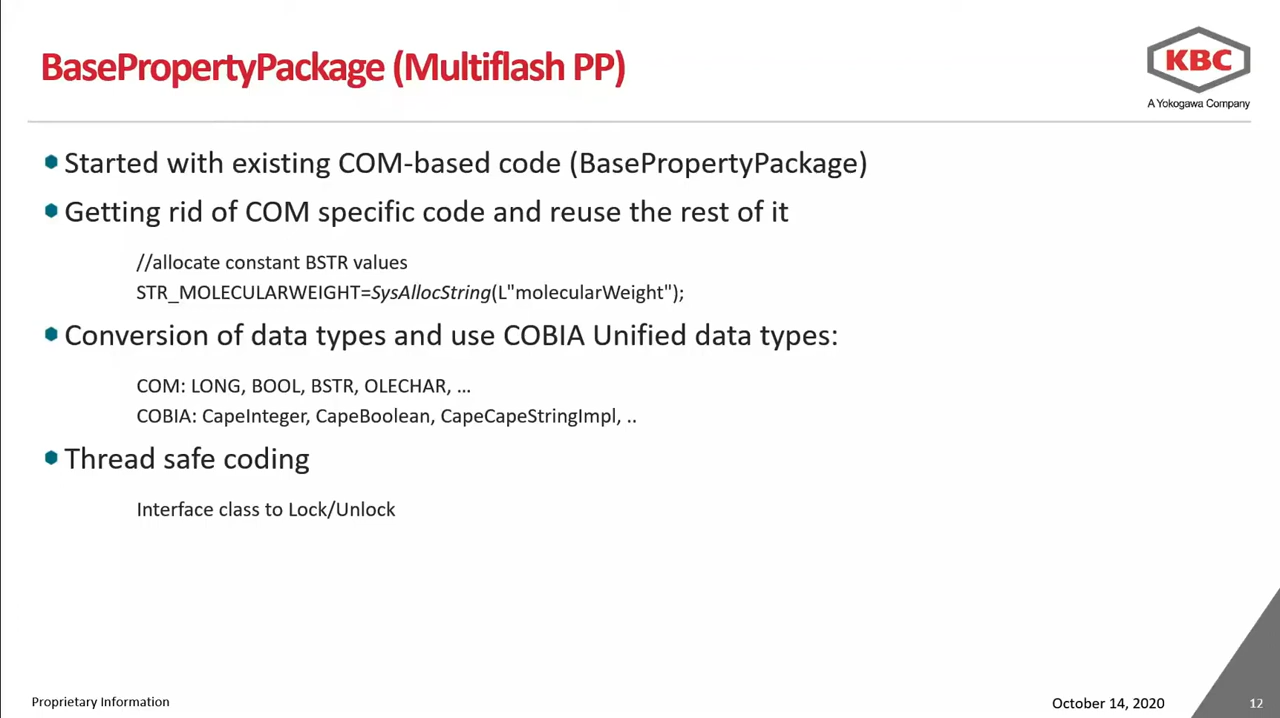 BasePropertyPackage (Multiflash PP)
KBC
A Yokogawa Company
Started with existing COM-based code (BasePropertyPackage)
Getting rid of COM specific code and reuse the rest of it
//allocate constant BSTR values
STR_MOLECULARWEIGHT=SysAllocString(L"molecularWeight");
Conversion of data types and use COBIA Unified data types:
COM: LONG, BOOL, BSTR, OLECHAR, ...
COBIA: CapeInteger, CapeBoolean, CapeCapeStringImpl, ..
Thread safe coding
Interface class to Lock/Unlock
Proprietary Information
October 14, 2020
12